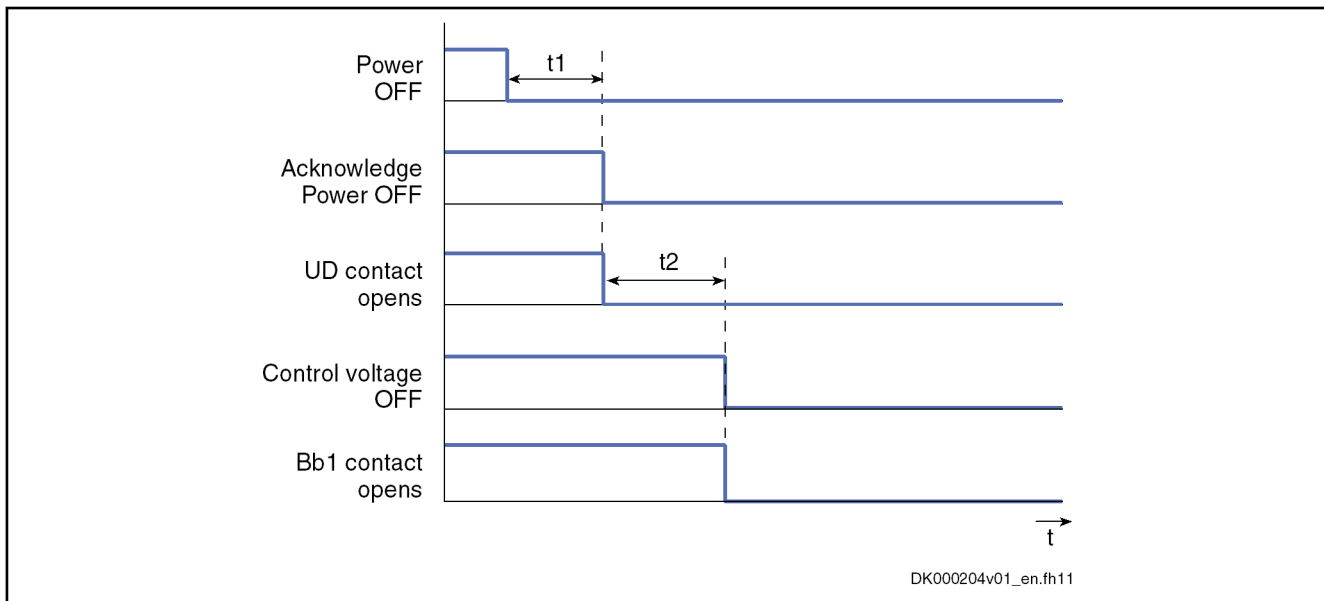 Power
OFF
t1
Acknowledge
Power OFF
UD contact
opens
t2
Control voltage
OFF
Bb1 contact
opens
t
DK000204v01_en.fh11